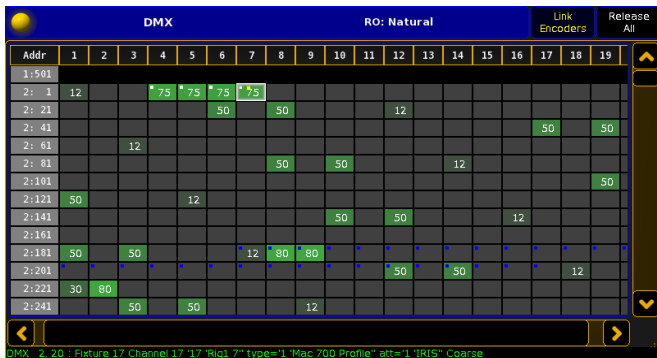 DMX RO: Natural Link Encoders Release All
Addr 1 2 3 4 5 6 7 8 9 10 11 12 13 14 15 16 17 18 19
1:501
2: 1 12 75 75 75 75
2: 21 50 50 12
2: 41 50 50
2: 61 12
2: 81 50 50 12
2:101 50
2:121 50 12
2:141 50 50 12
2:161
2:181 50 50 12 80 80
2:201 50 50 12
2:221 30 80
2:241 50 50 12
DMX 2. 20 : Fixture 17 Channel 17 '17 'Rig1 7" type='1 'Mac 700 Profile" att='1 'IRIS" Coarse